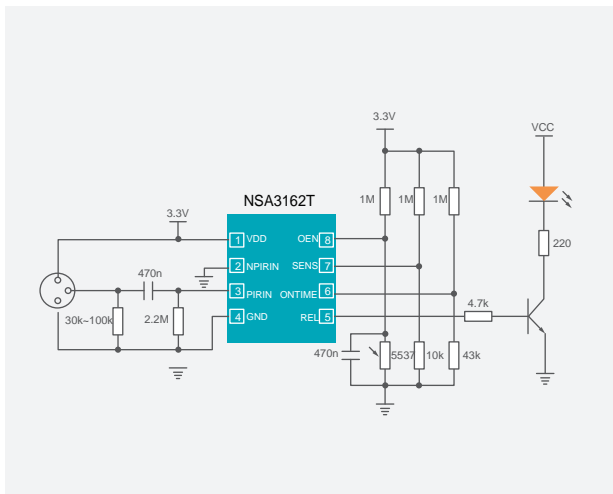 3.3V
VCC
NSA3162T
1M
1M
1M
3.3V
1 VDD
OEN 8
220
470n
2 NPIRIN
SENS 7
3 PIRIN
ONTIME 6
4.7k
30k~100k
2.2M
4 GND
REL 5
470n
5537
10k
43k